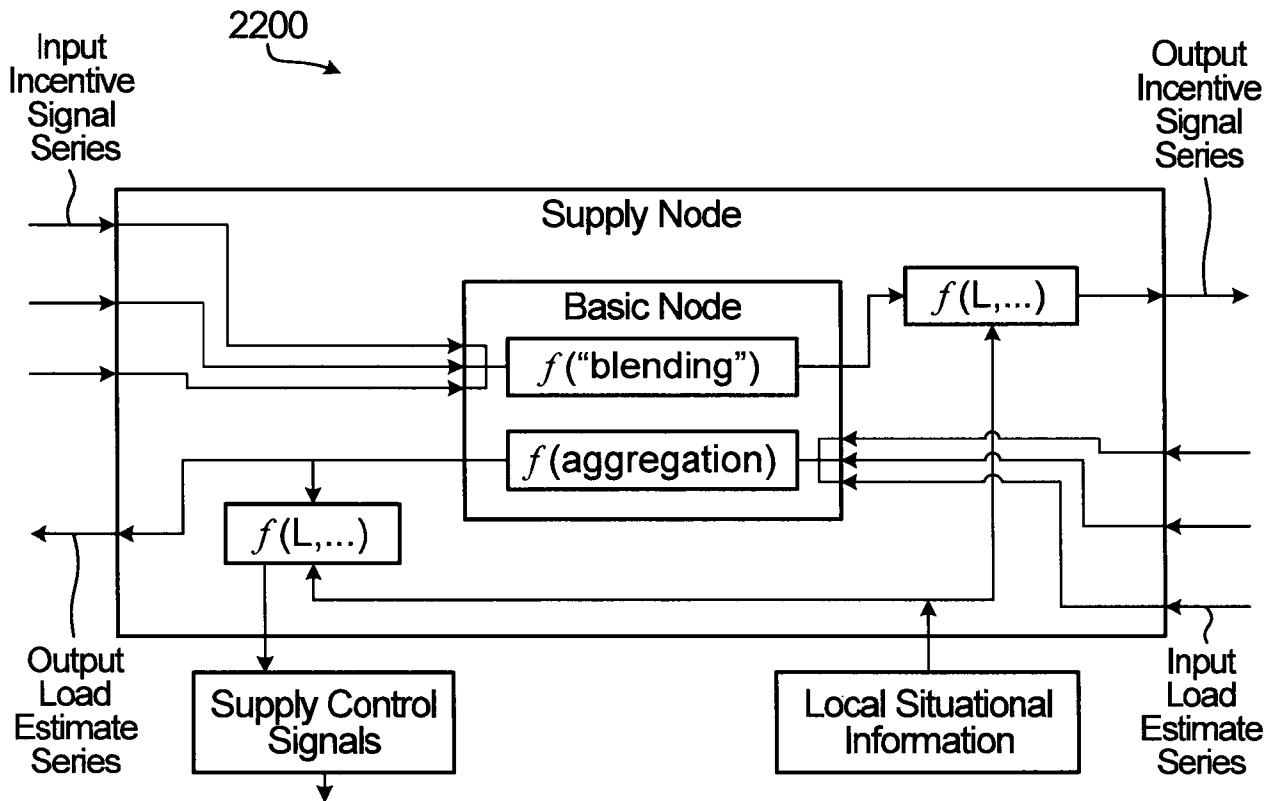 2200
Input
Incentive
Signal
Series
Output
Incentive
Signal
Series
Supply Node
f(L,...)
Basic Node
f("blending")
f(aggregation)
f(L,...)
Output
Load
Estimate
Series
Supply Control
Signals
Local Situational
Information
Input
Load
Estimate
Series